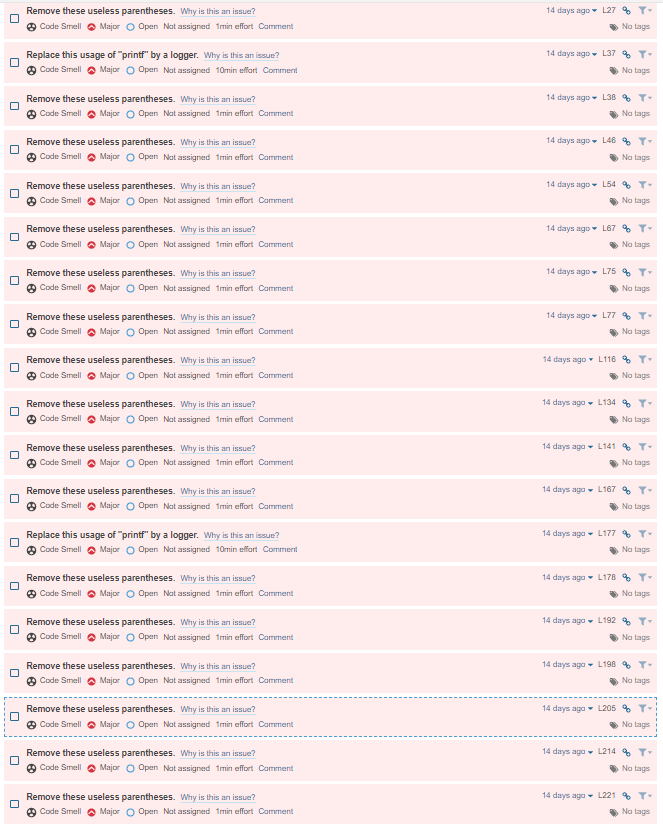 Remove these useless parentheses. Why is this an issue? 14 days ago L27
Code Smell Major Open Not assigned 1min effort Comment No tags
Replace this usage of "printf" by a logger. Why is this an issue? 14 days ago L37
Code Smell Major Open Not assigned 10min effort Comment No tags
Remove these useless parentheses. Why is this an issue? 14 days ago L38
Code Smell Major Open Not assigned 1min effort Comment No tags
Remove these useless parentheses. Why is this an issue? 14 days ago L46
Code Smell Major Open Not assigned 1min effort Comment No tags
Remove these useless parentheses. Why is this an issue? 14 days ago L54
Code Smell Major Open Not assigned 1min effort Comment No tags
Remove these useless parentheses. Why is this an issue? 14 days ago L67
Code Smell Major Open Not assigned 1min effort Comment No tags
Remove these useless parentheses. Why is this an issue? 14 days ago L75
Code Smell Major Open Not assigned 1min effort Comment No tags
Remove these useless parentheses. Why is this an issue? 14 days ago L77
Code Smell Major Open Not assigned 1min effort Comment No tags
Remove these useless parentheses. Why is this an issue? 14 days ago L116
Code Smell Major Open Not assigned 1min effort Comment No tags
Remove these useless parentheses. Why is this an issue? 14 days ago L134
Code Smell Major Open Not assigned 1min effort Comment No tags
Remove these useless parentheses. Why is this an issue? 14 days ago L141
Code Smell Major Open Not assigned 1min effort Comment No tags
Remove these useless parentheses. Why is this an issue? 14 days ago L167
Code Smell Major Open Not assigned 1min effort Comment No tags
Replace this usage of "printf" by a logger. Why is this an issue? 14 days ago L177
Code Smell Major Open Not assigned 10min effort Comment No tags
Remove these useless parentheses. Why is this an issue? 14 days ago L178
Code Smell Major Open Not assigned 1min effort Comment No tags
Remove these useless parentheses. Why is this an issue? 14 days ago L192
Code Smell Major Open Not assigned 1min effort Comment No tags
Remove these useless parentheses. Why is this an issue? 14 days ago L198
Code Smell Major Open Not assigned 1min effort Comment No tags
Remove these useless parentheses. Why is this an issue? 14 days ago L205
Code Smell Major Open Not assigned 1min effort Comment No tags
Remove these useless parentheses. Why is this an issue? 14 days ago L214
Code Smell Major Open Not assigned 1min effort Comment No tags
Remove these useless parentheses. Why is this an issue? 14 days ago L221
Code Smell Major Open Not assigned 1min effort Comment No tags